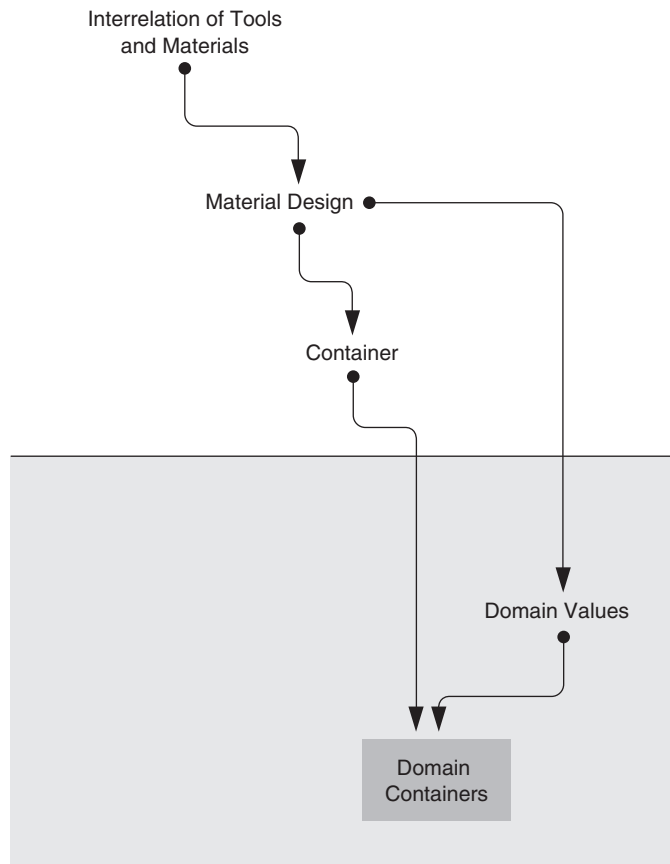 Interrelation of Tools
and Materials
Material Design
Container
Domain Values
Domain
Containers